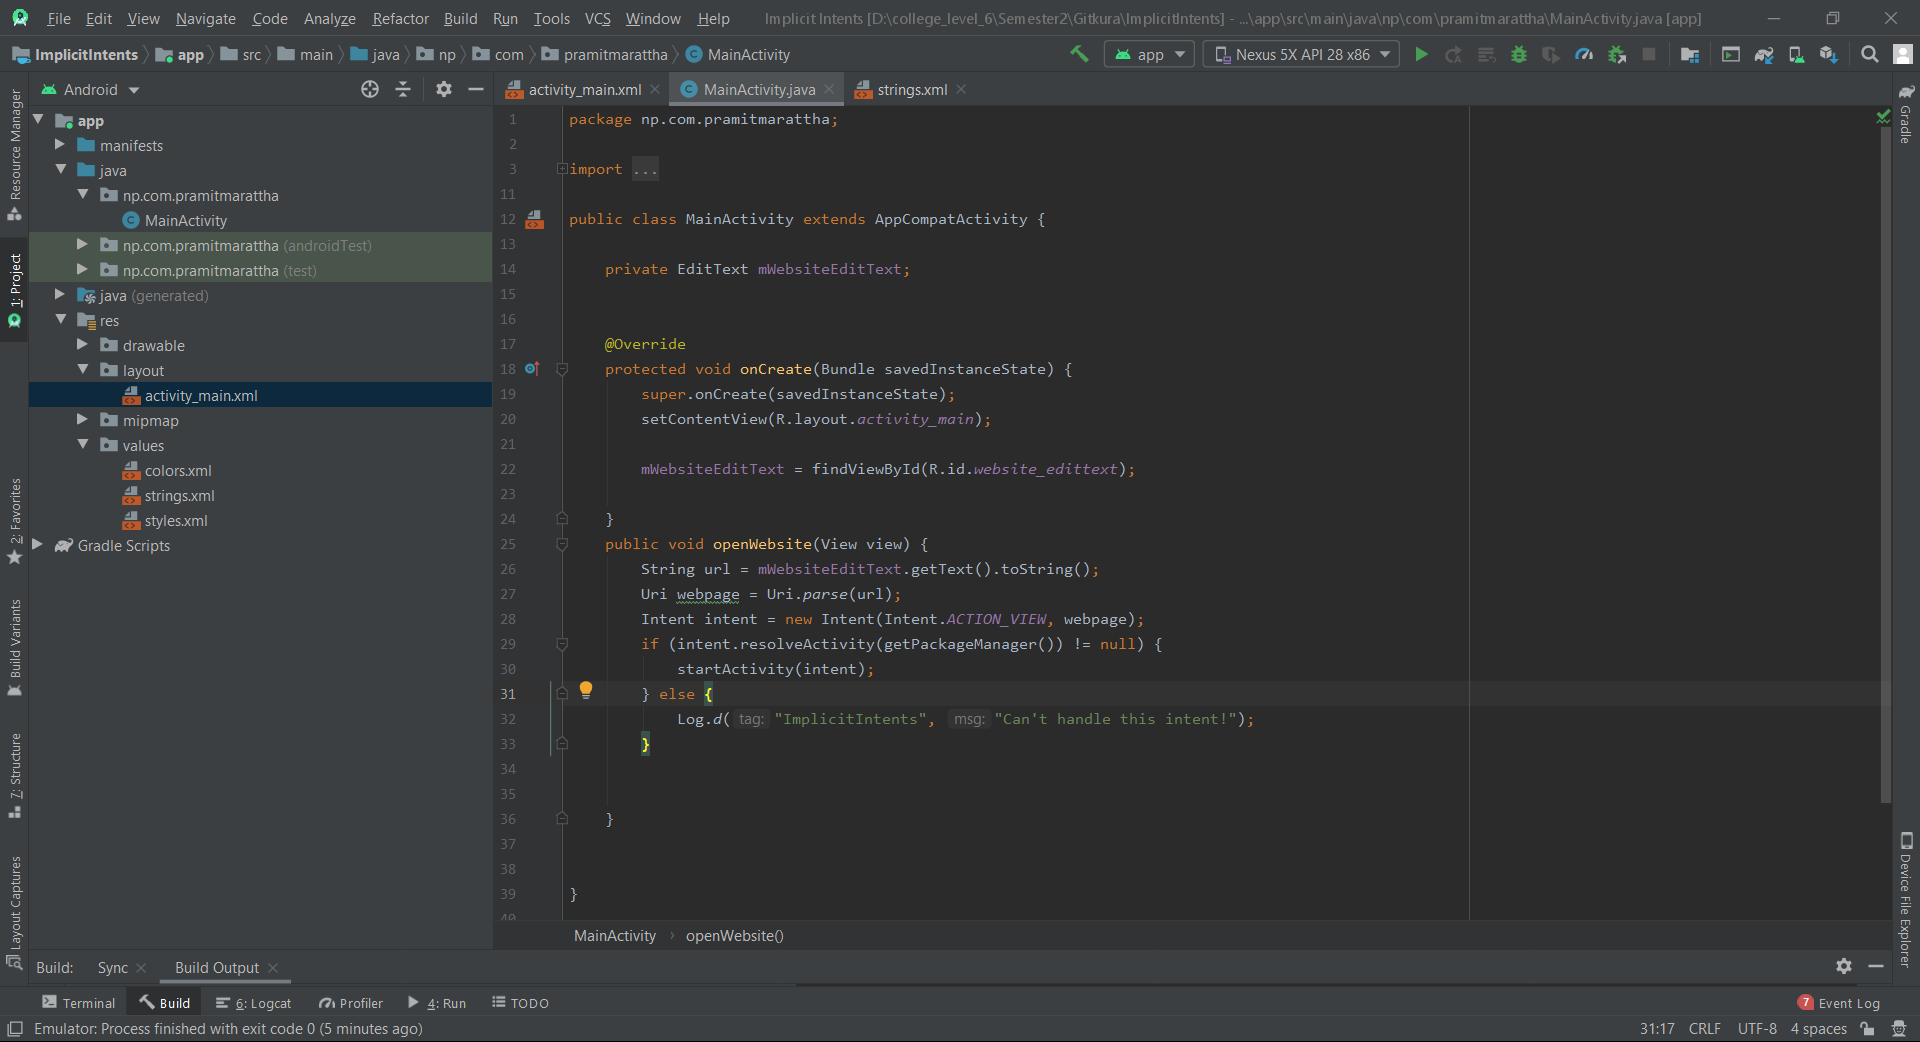 File Edit View Navigate Code Analyze Refactor Build Run Tools VCS Window Help Implicit Intents [D:\college_level_6\Semester2\Gitkura\ImplicitIntents] - ...\app\src\main\java\np\com\pramitmarattha\MainActivity.java [app]
ImplicitIntents app src main java np com pramitmarattha MainActivity app Nexus 5X API 28 x86
Android activity_main.xml MainActivity.java strings.xml
Resource Manager
1: Project
2: Favorites
Build Variants
7: Structure
Layout Captures
app
manifests
java
np.com.pramitmarattha
MainActivity
np.com.pramitmarattha (androidTest)
np.com.pramitmarattha (test)
java (generated)
res
drawable
layout
activity_main.xml
mipmap
values
colors.xml
strings.xml
styles.xml
Gradle Scripts
1 package np.com.pramitmarattha;
2
3 import ...
11
12 public class MainActivity extends AppCompatActivity {
13
14 private EditText mWebsiteEditText;
15
16
17 @Override
18 protected void onCreate(Bundle savedInstanceState) {
19 super.onCreate(savedInstanceState);
20 setContentView(R.layout.activity_main);
21
22 mWebsiteEditText = findViewById(R.id.website_edittext);
23
24 }
25 public void openWebsite(View view) {
26 String url = mWebsiteEditText.getText().toString();
27 Uri webpage = Uri.parse(url);
28 Intent intent = new Intent(Intent.ACTION_VIEW, webpage);
29 if (intent.resolveActivity(getPackageManager()) != null) {
30 startActivity(intent);
31 } else {
32 Log.d( tag: "ImplicitIntents", msg: "Can't handle this intent!");
33 }
34
35
36 }
37
38
39 }
40
Gradle
Device File Explorer
MainActivity › openWebsite()
Build: Sync Build Output
Terminal Build 6: Logcat Profiler 4: Run TODO 7 Event Log
Emulator: Process finished with exit code 0 (5 minutes ago) 31:17 CRLF UTF-8 4 spaces